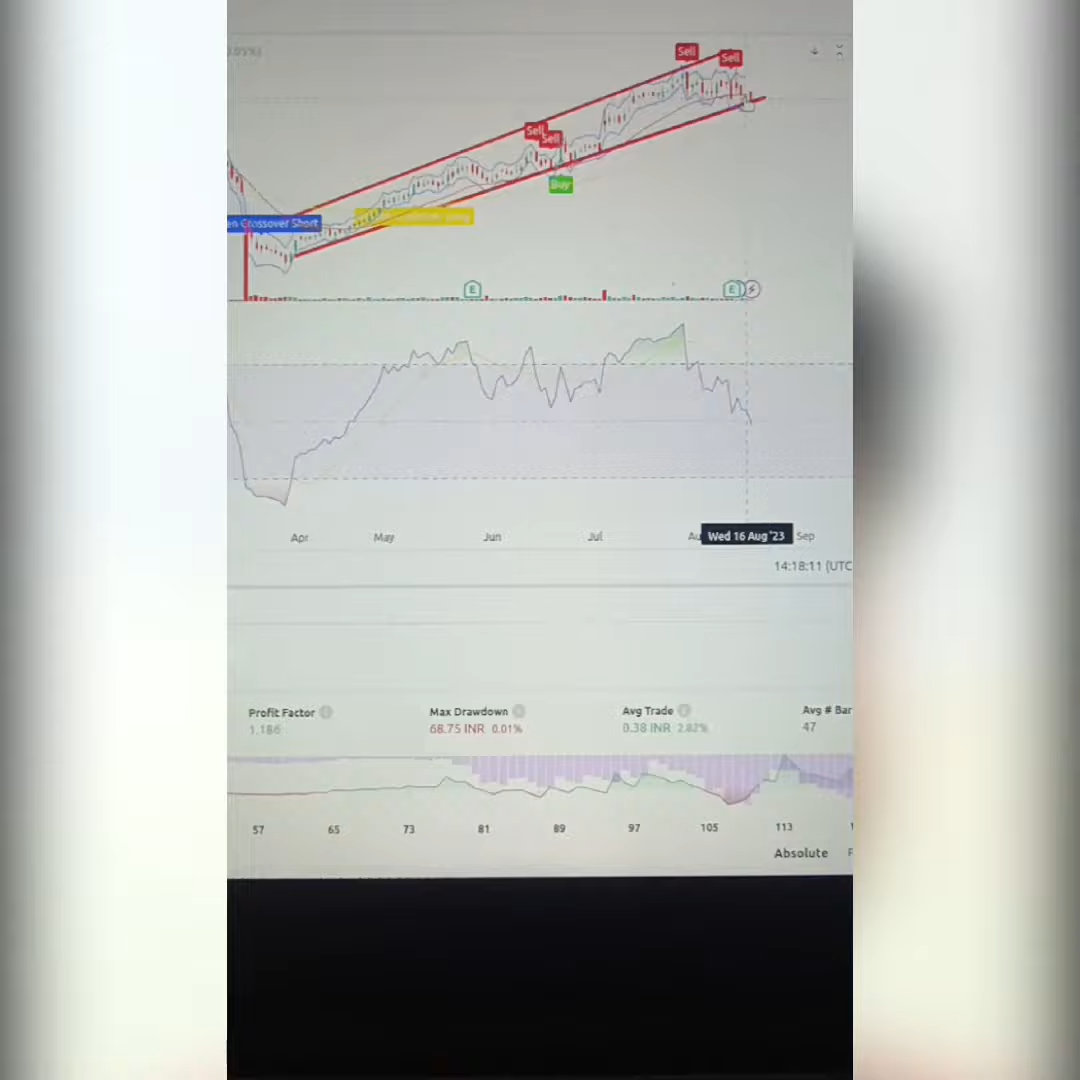 Sell
Sell
Sell
Sell
Buy
en Crossover Short
E
E
Apr May Jun Jul Au Wed 16 Aug '23 Sep
14:18:11 (UTC
Profit Factor Max Drawdown Avg Trade Avg # Bar
1.186 68.75 INR 0.01% 0.38 INR 2.82% 47
57 65 73 81 89 97 105 113 1
Absolute